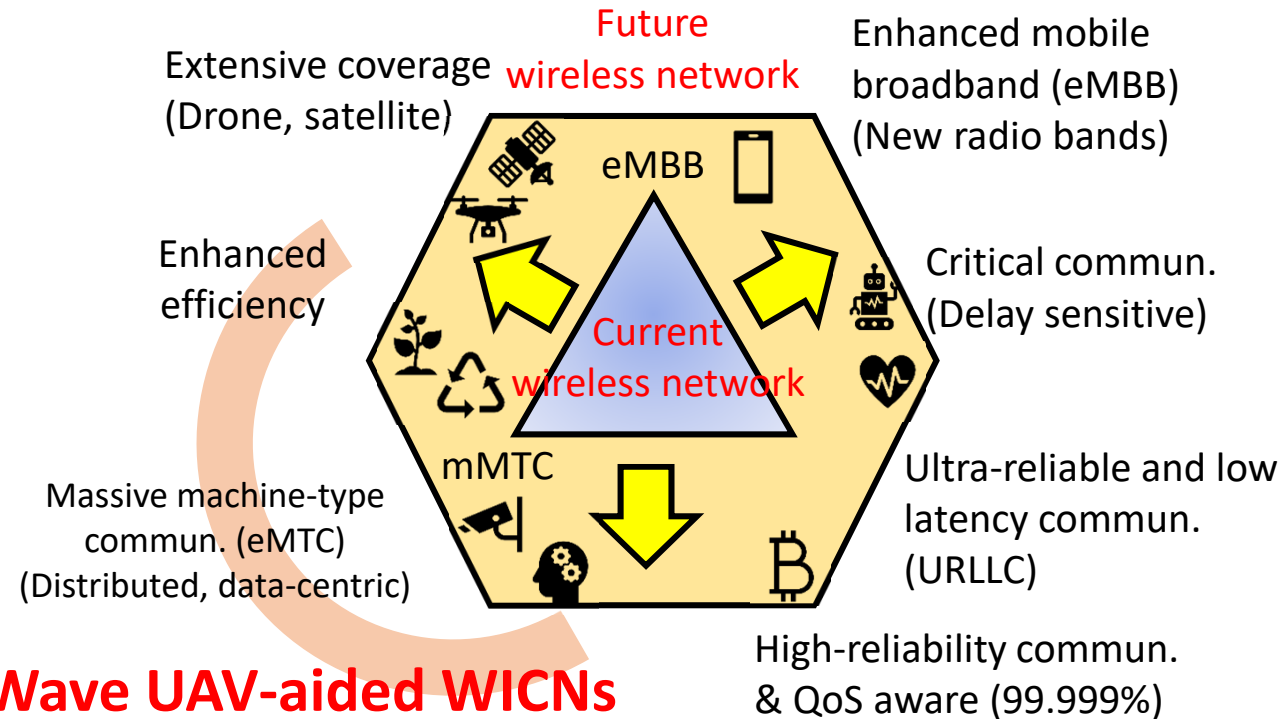 Future
wireless network
Extensive coverage
(Drone, satellite)
Enhanced mobile
broadband (eMBB)
(New radio bands)
eMBB
Enhanced
efficiency
Critical commun.
(Delay sensitive)
Current
wireless network
mMTC
Massive machine-type
commun. (eMTC)
(Distributed, data-centric)
Ultra-reliable and low
latency commun.
(URLLC)
Wave UAV-aided WICNs
High-reliability commun.
& QoS aware (99.999%)